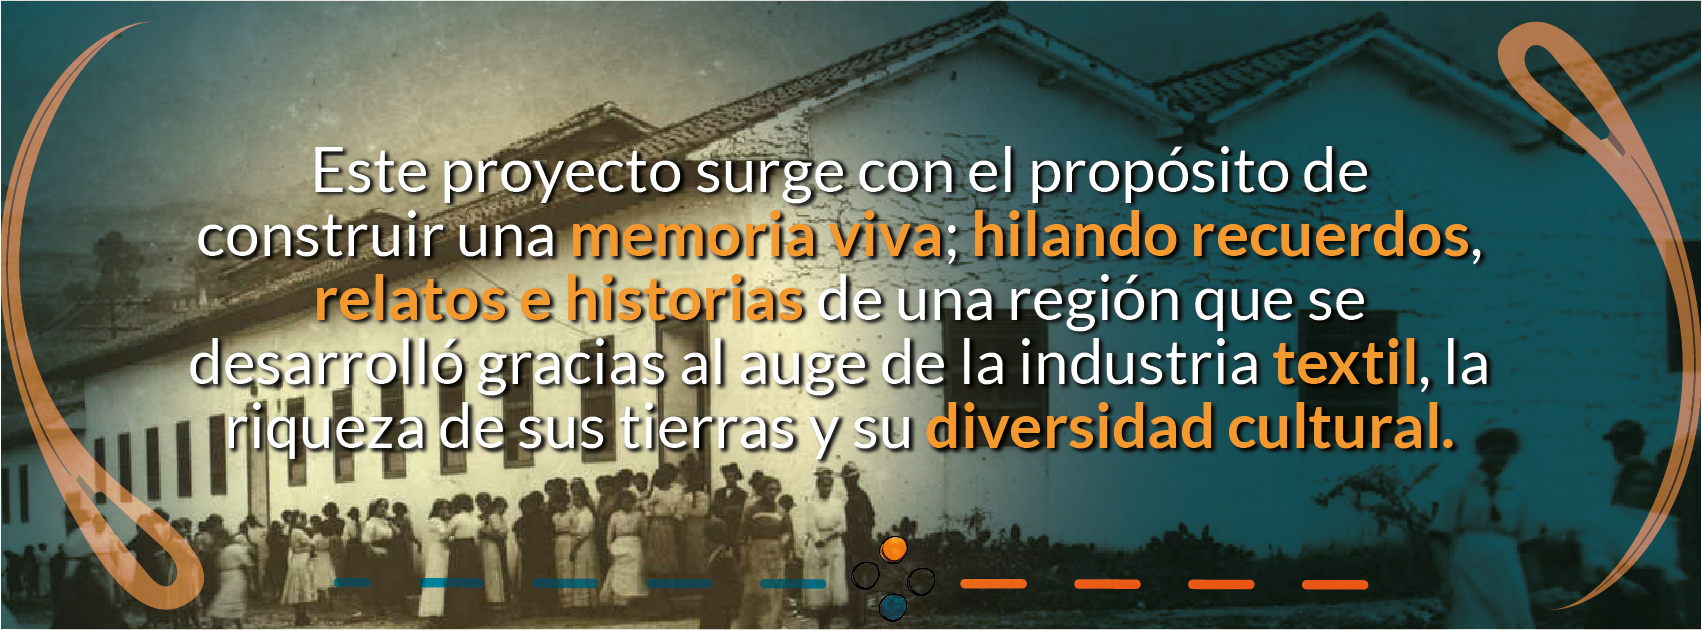 Este proyecto surge con el propósito de
construir una memoria viva; hilando recuerdos,
relatos e historias de una región que se
desarrolló gracias al auge de la industria textil, la
riqueza de sus tierras y su diversidad cultural.